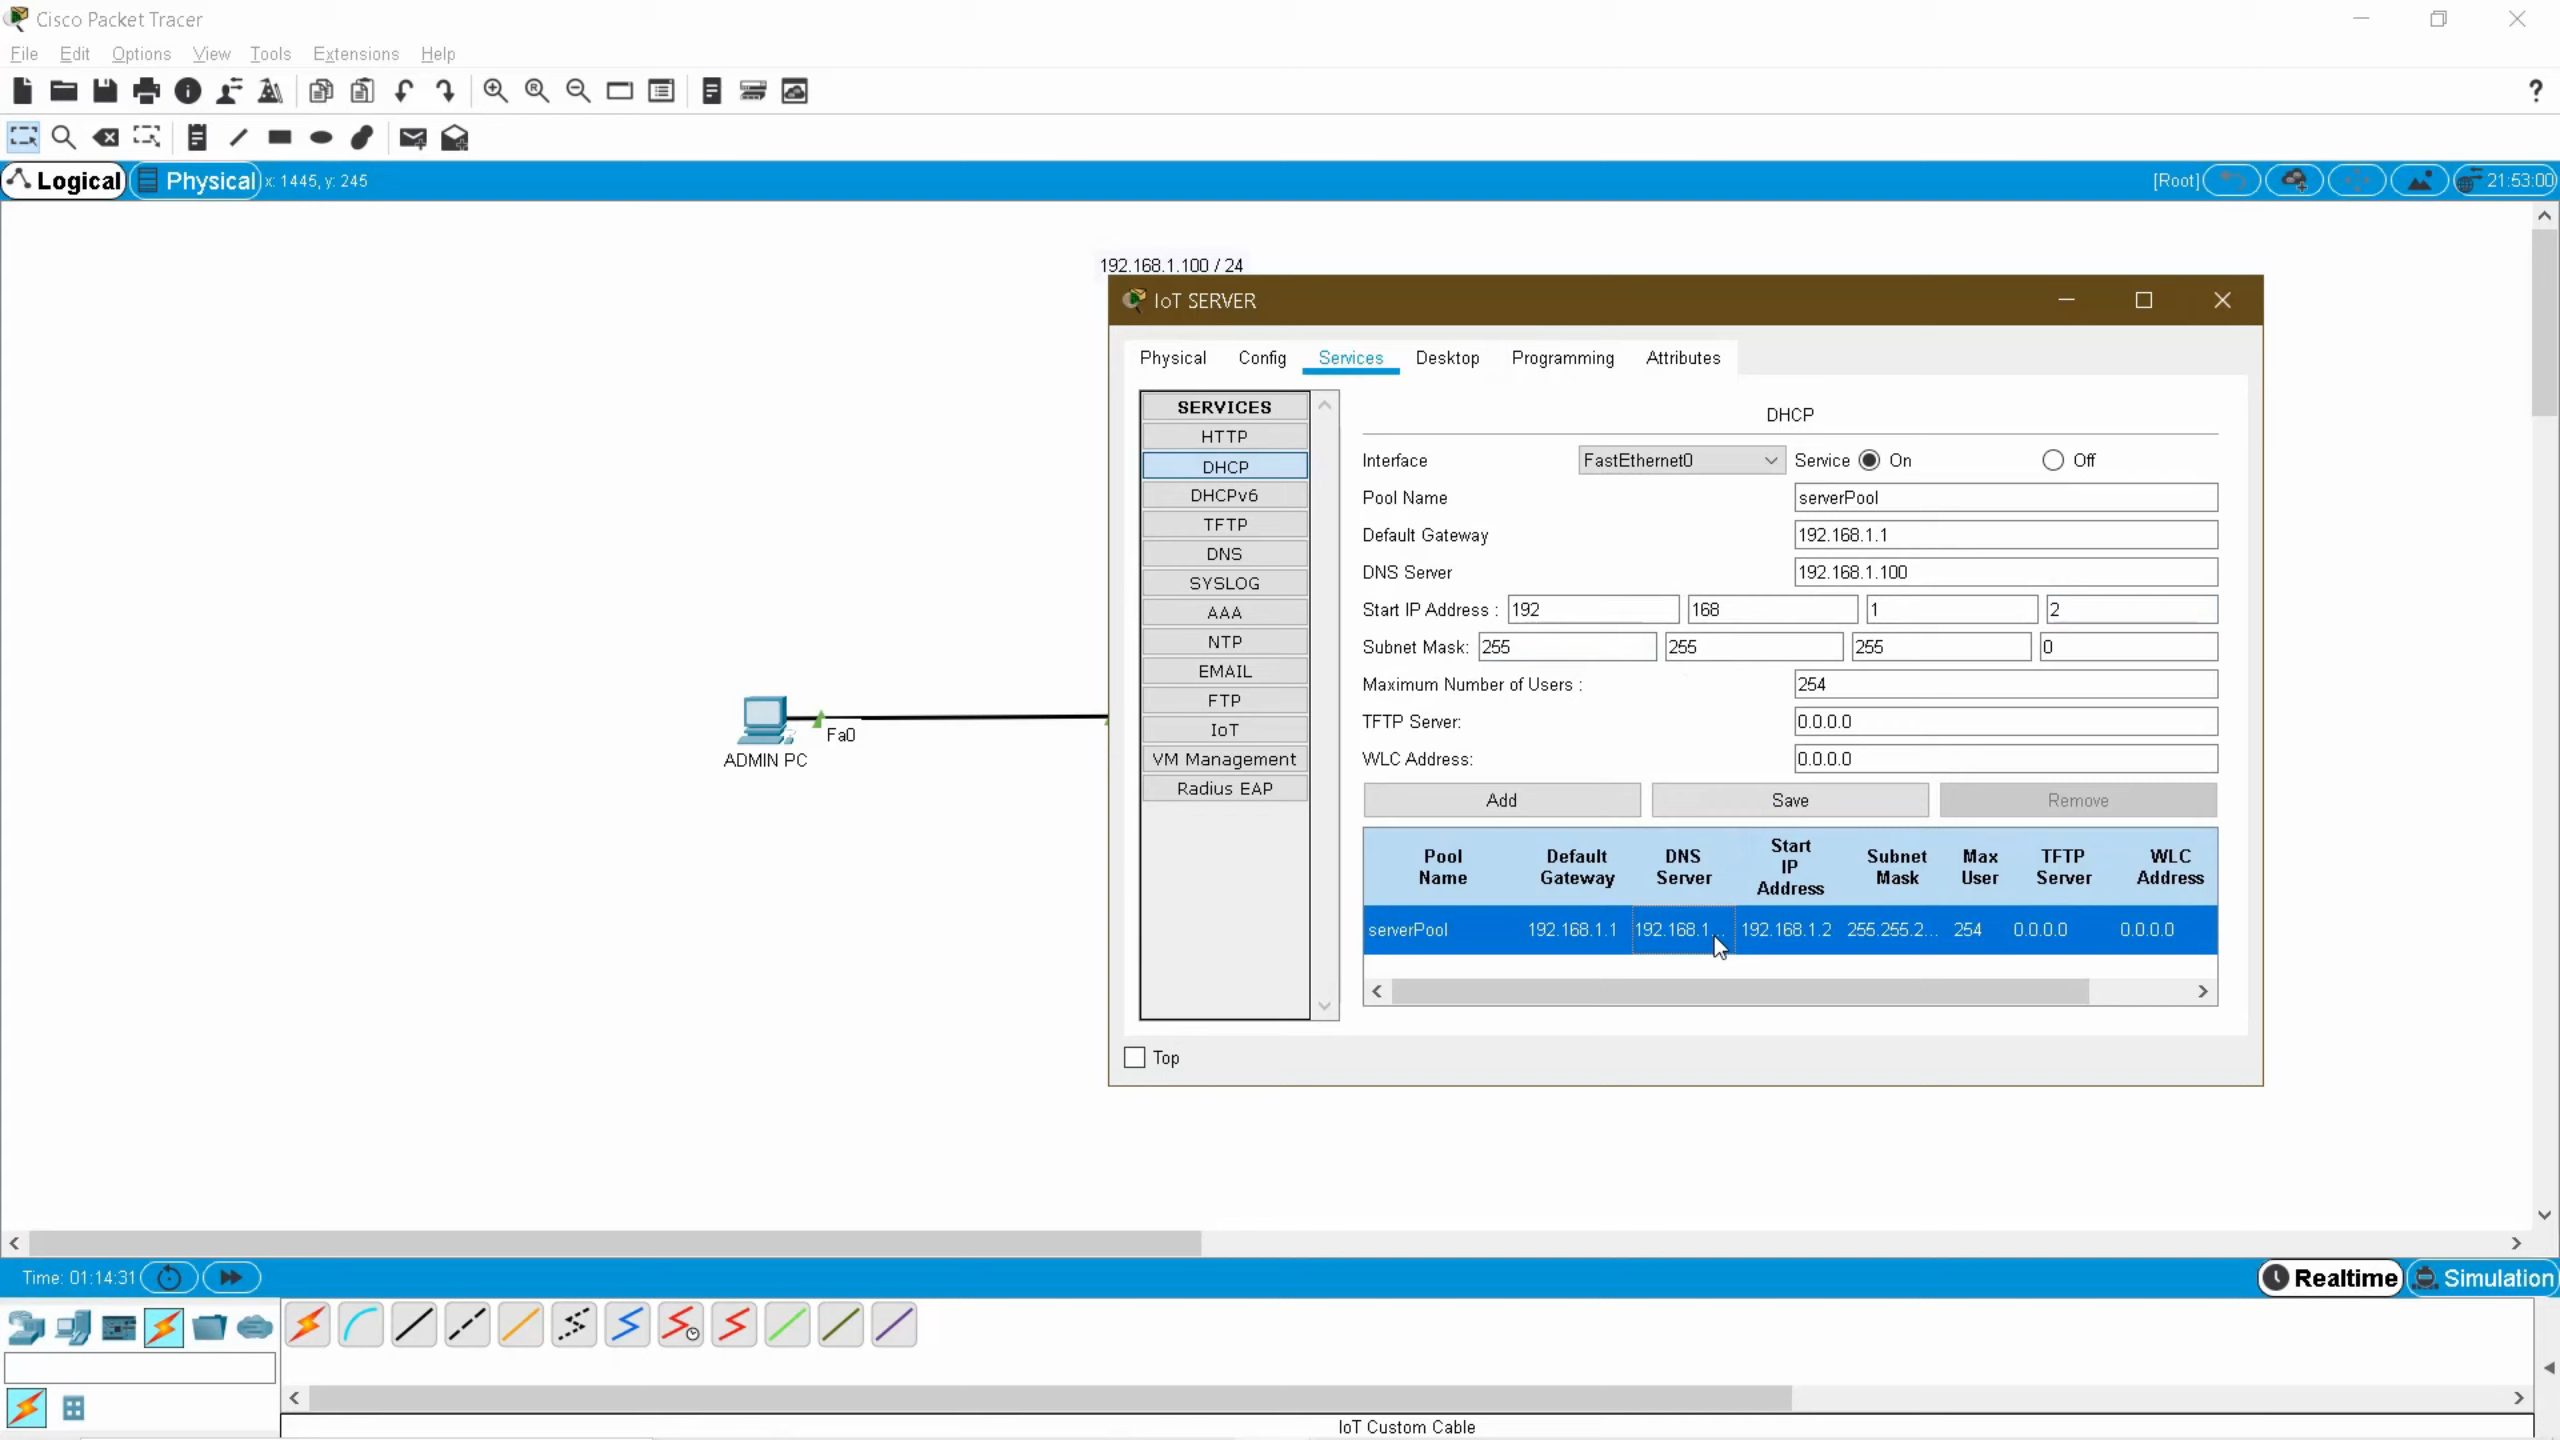 Cisco Packet Tracer
File Edit Options View Tools Extensions Help
?
Logical Physical x: 1445, y: 245 [Root] 21:53:00
192.168.1.100 / 24
IoT SERVER
Physical Config Services Desktop Programming Attributes
SERVICES
HTTP
DHCP
DHCPv6
TFTP
DNS
SYSLOG
AAA
NTP
EMAIL
FTP
IoT
VM Management
Radius EAP
DHCP
Interface FastEthernet0 Service On Off
Pool Name serverPool
Default Gateway 192.168.1.1
DNS Server 192.168.1.100
Start IP Address : 192 168 1 2
Subnet Mask: 255 255 255 0
Maximum Number of Users : 254
TFTP Server: 0.0.0.0
WLC Address: 0.0.0.0
Add Save Remove
Pool Name Default Gateway DNS Server Start IP Address Subnet Mask Max User TFTP Server WLC Address
serverPool 192.168.1.1 192.168.1... 192.168.1.2 255.255.2... 254 0.0.0.0 0.0.0.0
Top
Fa0
ADMIN PC
Time: 01:14:31 Realtime Simulation
IoT Custom Cable